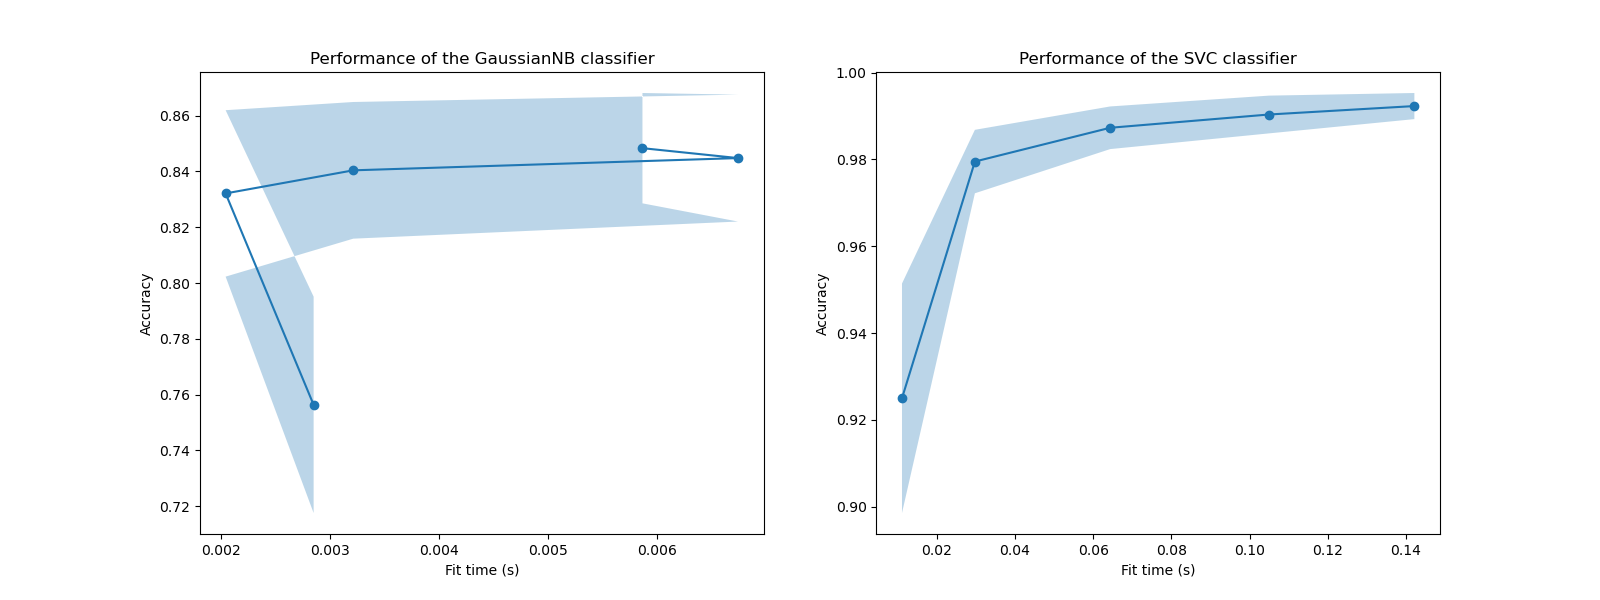 Performance of the GaussianNB classifier
Accuracy
0.86
0.84
0.82
0.80
0.78
0.76
0.74
0.72
0.002 0.003 0.004 0.005 0.006
Fit time (s)
Performance of the SVC classifier
Accuracy
1.00
0.98
0.96
0.94
0.92
0.90
0.02 0.04 0.06 0.08 0.10 0.12 0.14
Fit time (s)